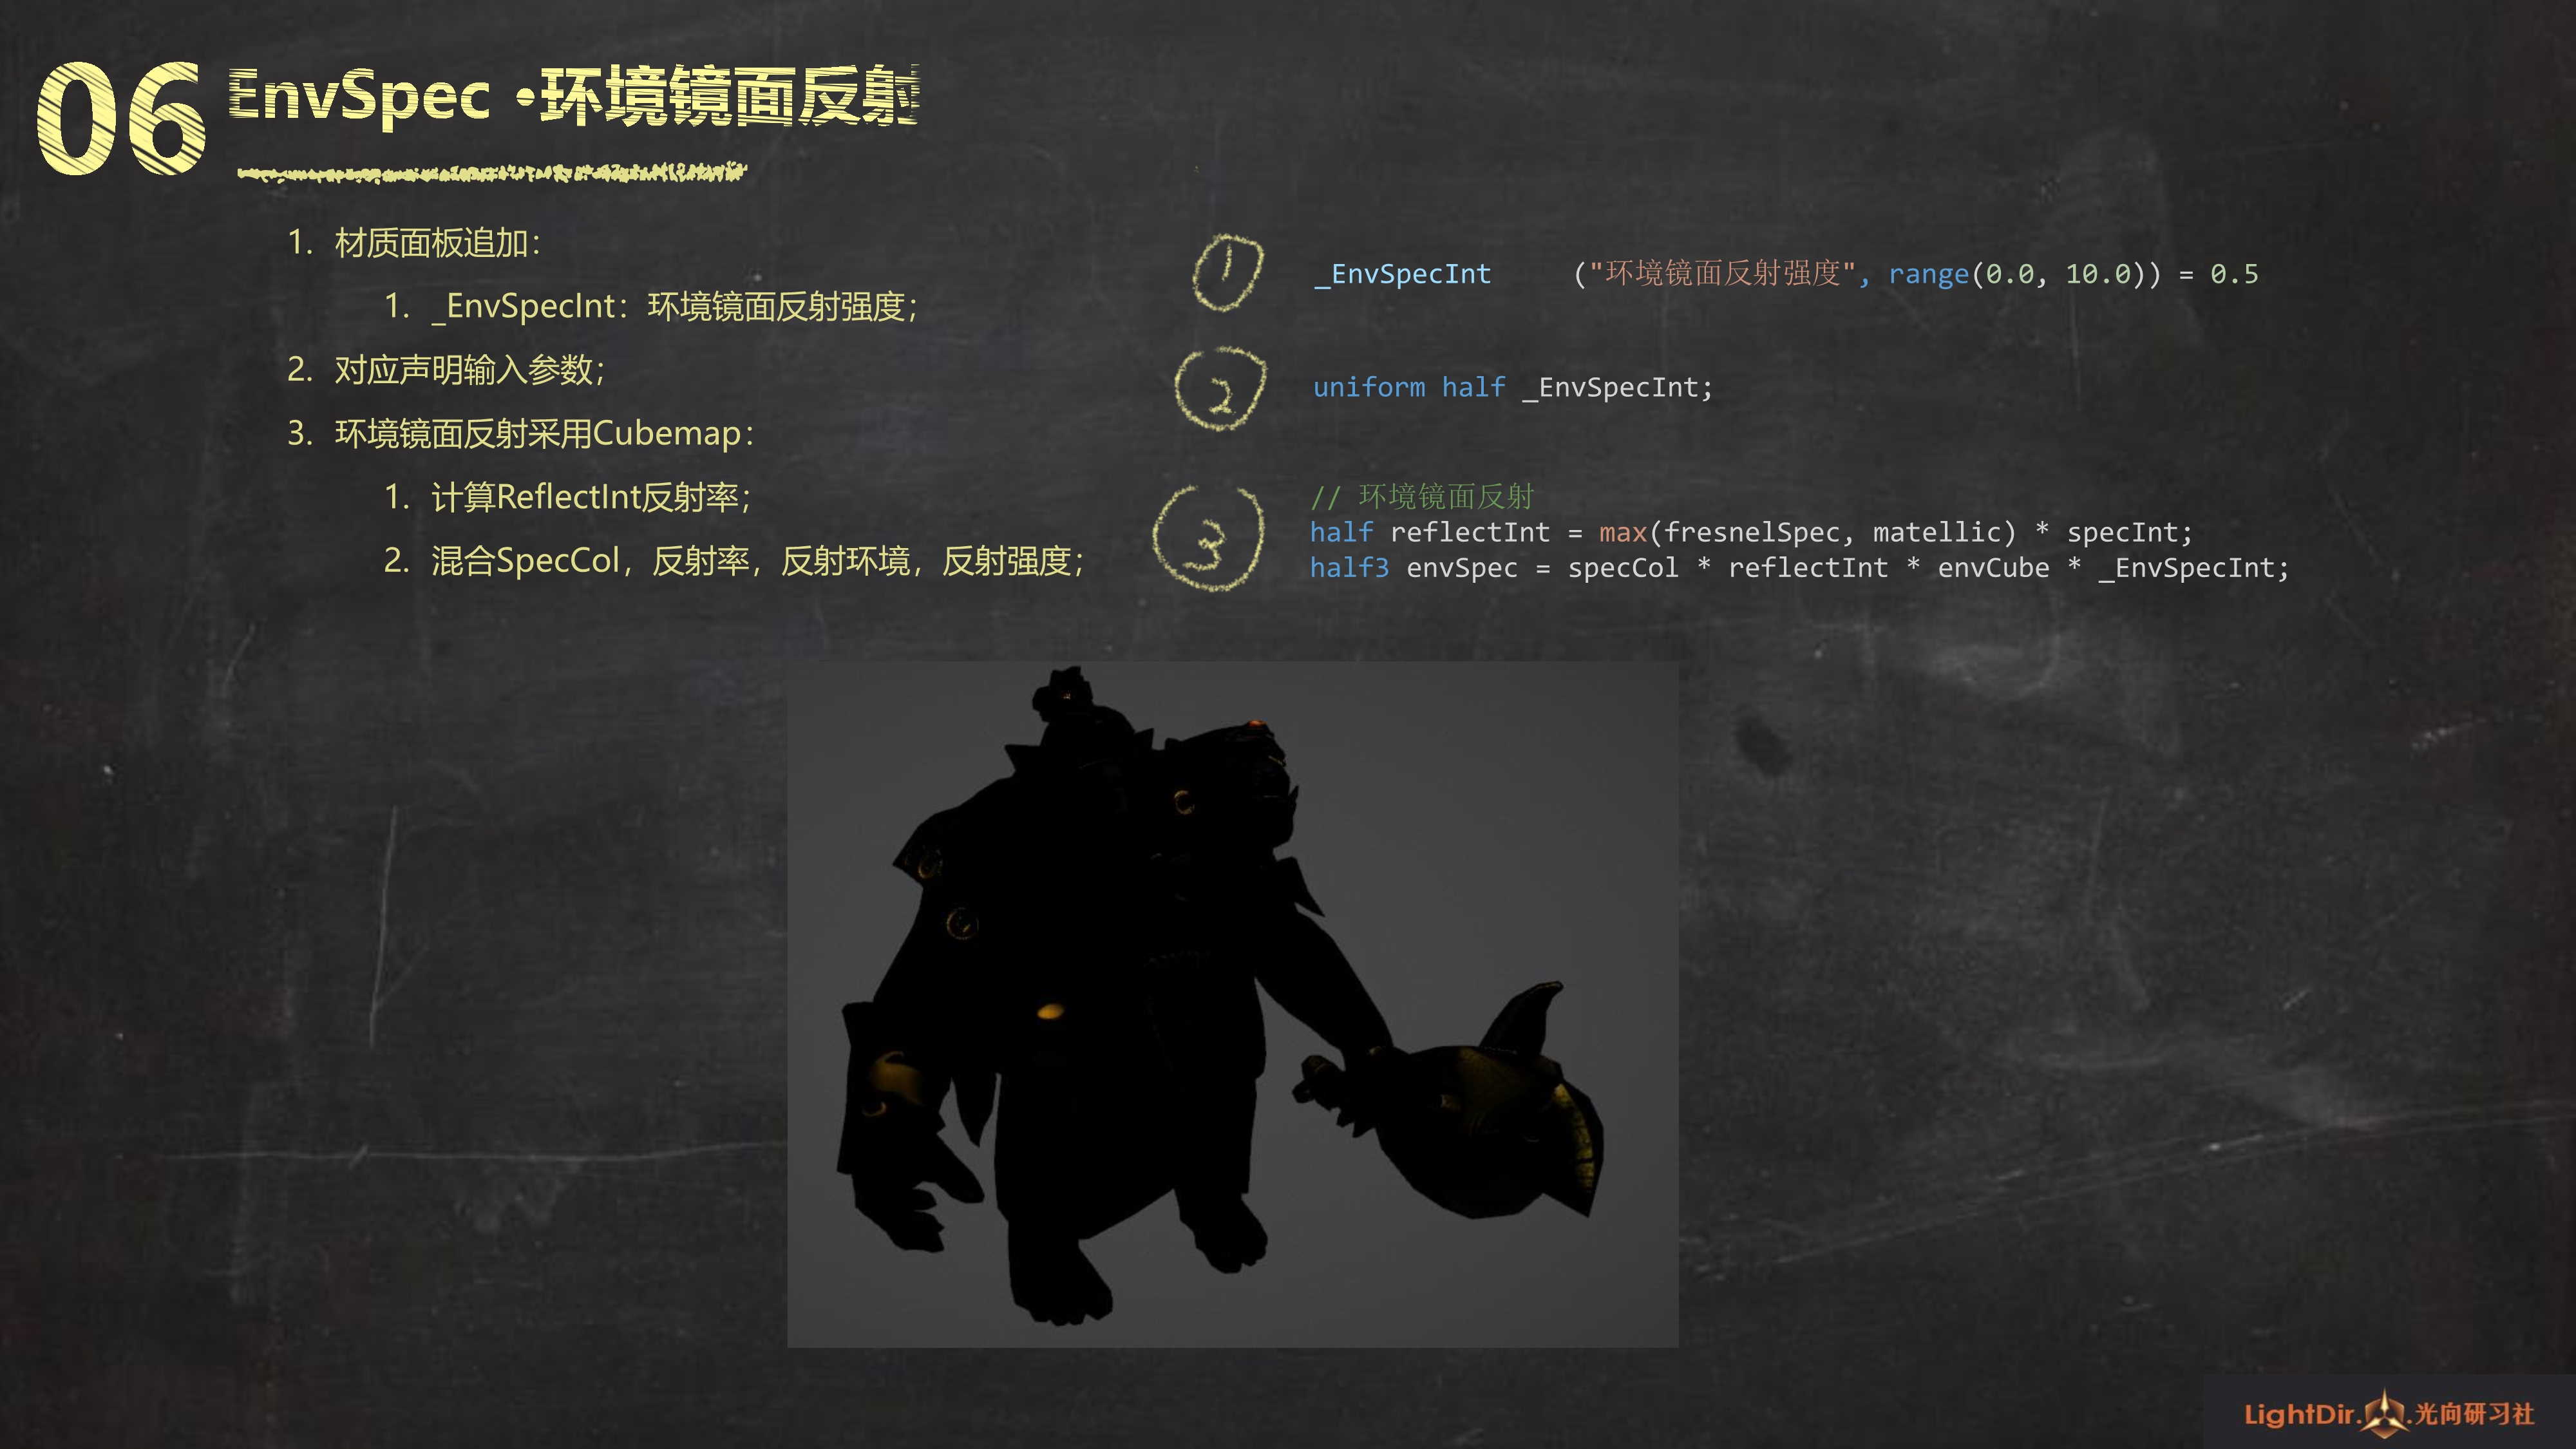 06
EnvSpec •环境镜面反射
1. 材质面板追加：
1. _EnvSpecInt：环境镜面反射强度；
2. 对应声明输入参数；
3. 环境镜面反射采用Cubemap：
1. 计算ReflectInt反射率；
2. 混合SpecCol，反射率，反射环境，反射强度；
1
_EnvSpecInt ("环境镜面反射强度", range(0.0, 10.0)) = 0.5
2
uniform half _EnvSpecInt;
3
// 环境镜面反射
half reflectInt = max(fresnelSpec, matellic) * specInt;
half3 envSpec = specCol * reflectInt * envCube * _EnvSpecInt;
LightDir.光向研习社